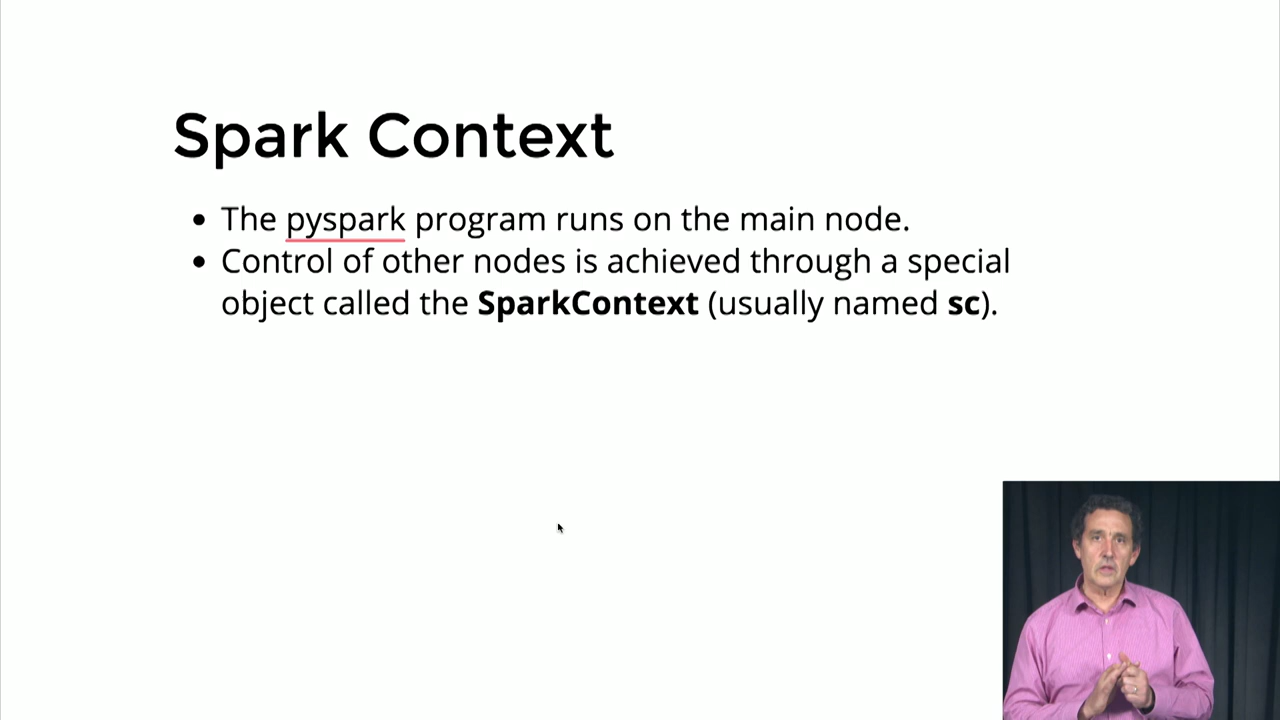 Spark Context
• The pyspark program runs on the main node.
• Control of other nodes is achieved through a special
object called the SparkContext (usually named sc).